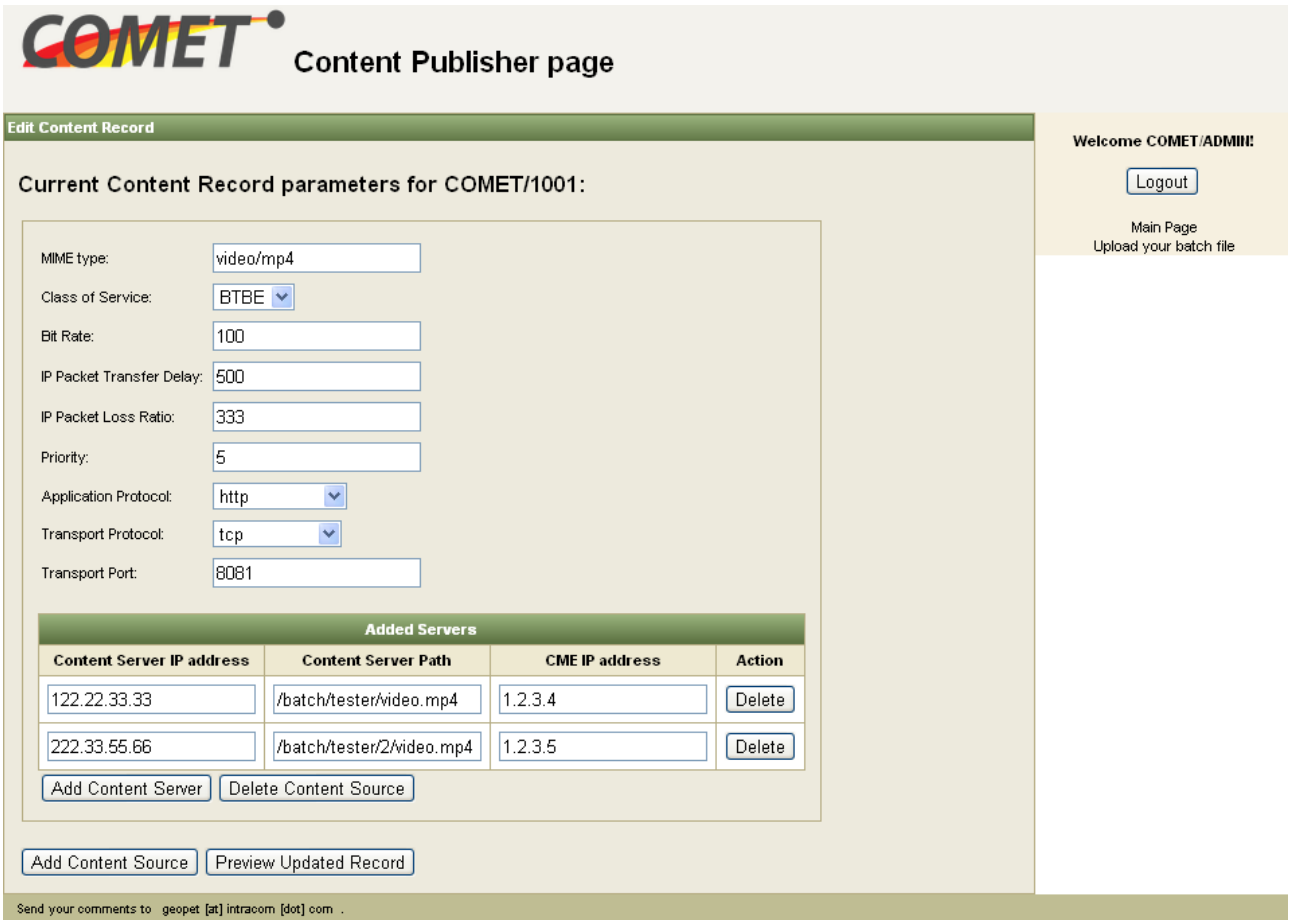 COMET
Content Publisher page
Edit Content Record
Welcome COMET/ADMIN!
Logout
Main Page
Upload your batch file
Current Content Record parameters for COMET/1001:
MIME type: video/mp4
Class of Service: BTBE
Bit Rate: 100
IP Packet Transfer Delay: 500
IP Packet Loss Ratio: 333
Priority: 5
Application Protocol: http
Transport Protocol: tcp
Transport Port: 8081
Added Servers
Content Server IP address Content Server Path CME IP address Action
122.22.33.33 /batch/tester/video.mp4 1.2.3.4 Delete
222.33.55.66 /batch/tester/2/video.mp4 1.2.3.5 Delete
Add Content Server Delete Content Source
Add Content Source Preview Updated Record
Send your comments to geopet [at] intracom [dot] com .